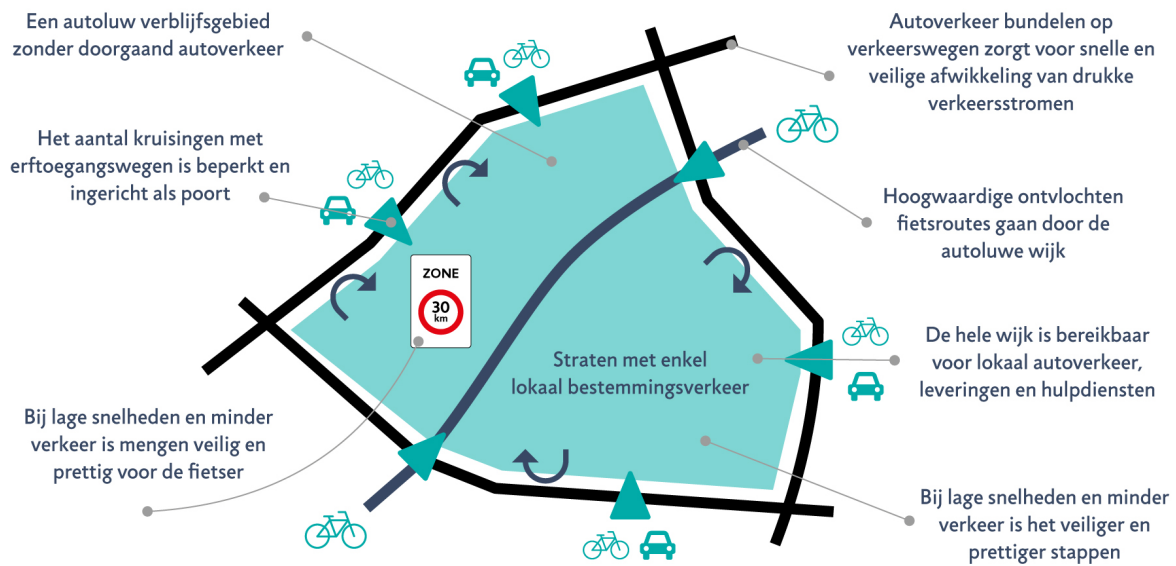 Een autoluw verblijfsgebied
zonder doorgaand autoverkeer
Autoverkeer bundelen op
verkeerswegen zorgt voor snelle en
veilige afwikkeling van drukke
verkeersstromen
Het aantal kruisingen met
erftoegangswegen is beperkt en
ingericht als poort
Hoogwaardige ontvlochten
fietsroutes gaan door de
autoluwe wijk
ZONE
30
km
Straten met enkel
lokaal bestemmingsverkeer
De hele wijk is bereikbaar
voor lokaal autoverkeer,
leveringen en hulpdiensten
Bij lage snelheden en minder
verkeer is mengen veilig en
prettig voor de fietser
Bij lage snelheden en minder
verkeer is het veiliger en
prettiger stappen